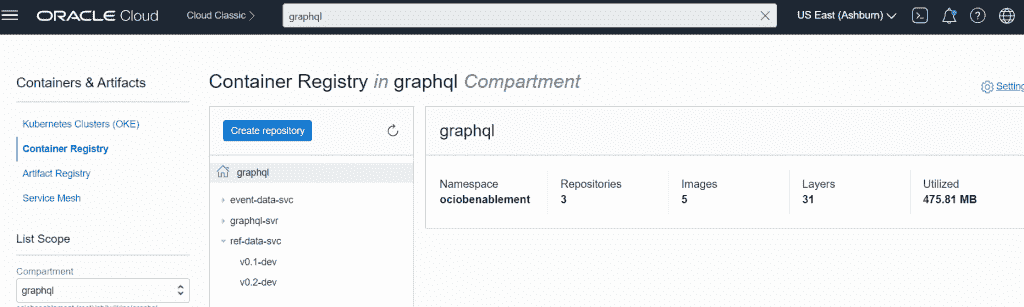 ORACLE Cloud
Cloud Classic
graphql
US East (Ashburn)
Containers & Artifacts
Kubernetes Clusters (OKE)
Container Registry
Artifact Registry
Service Mesh
List Scope
Compartment
graphql
Container Registry in graphql Compartment
Create repository
graphql
event-data-svc
graphql-svr
ref-data-svc
v0.1-dev
v0.2-dev
Setting
graphql
Namespace
ociobenablement
Repositories
3
Images
5
Layers
31
Utilized
475.81 MB